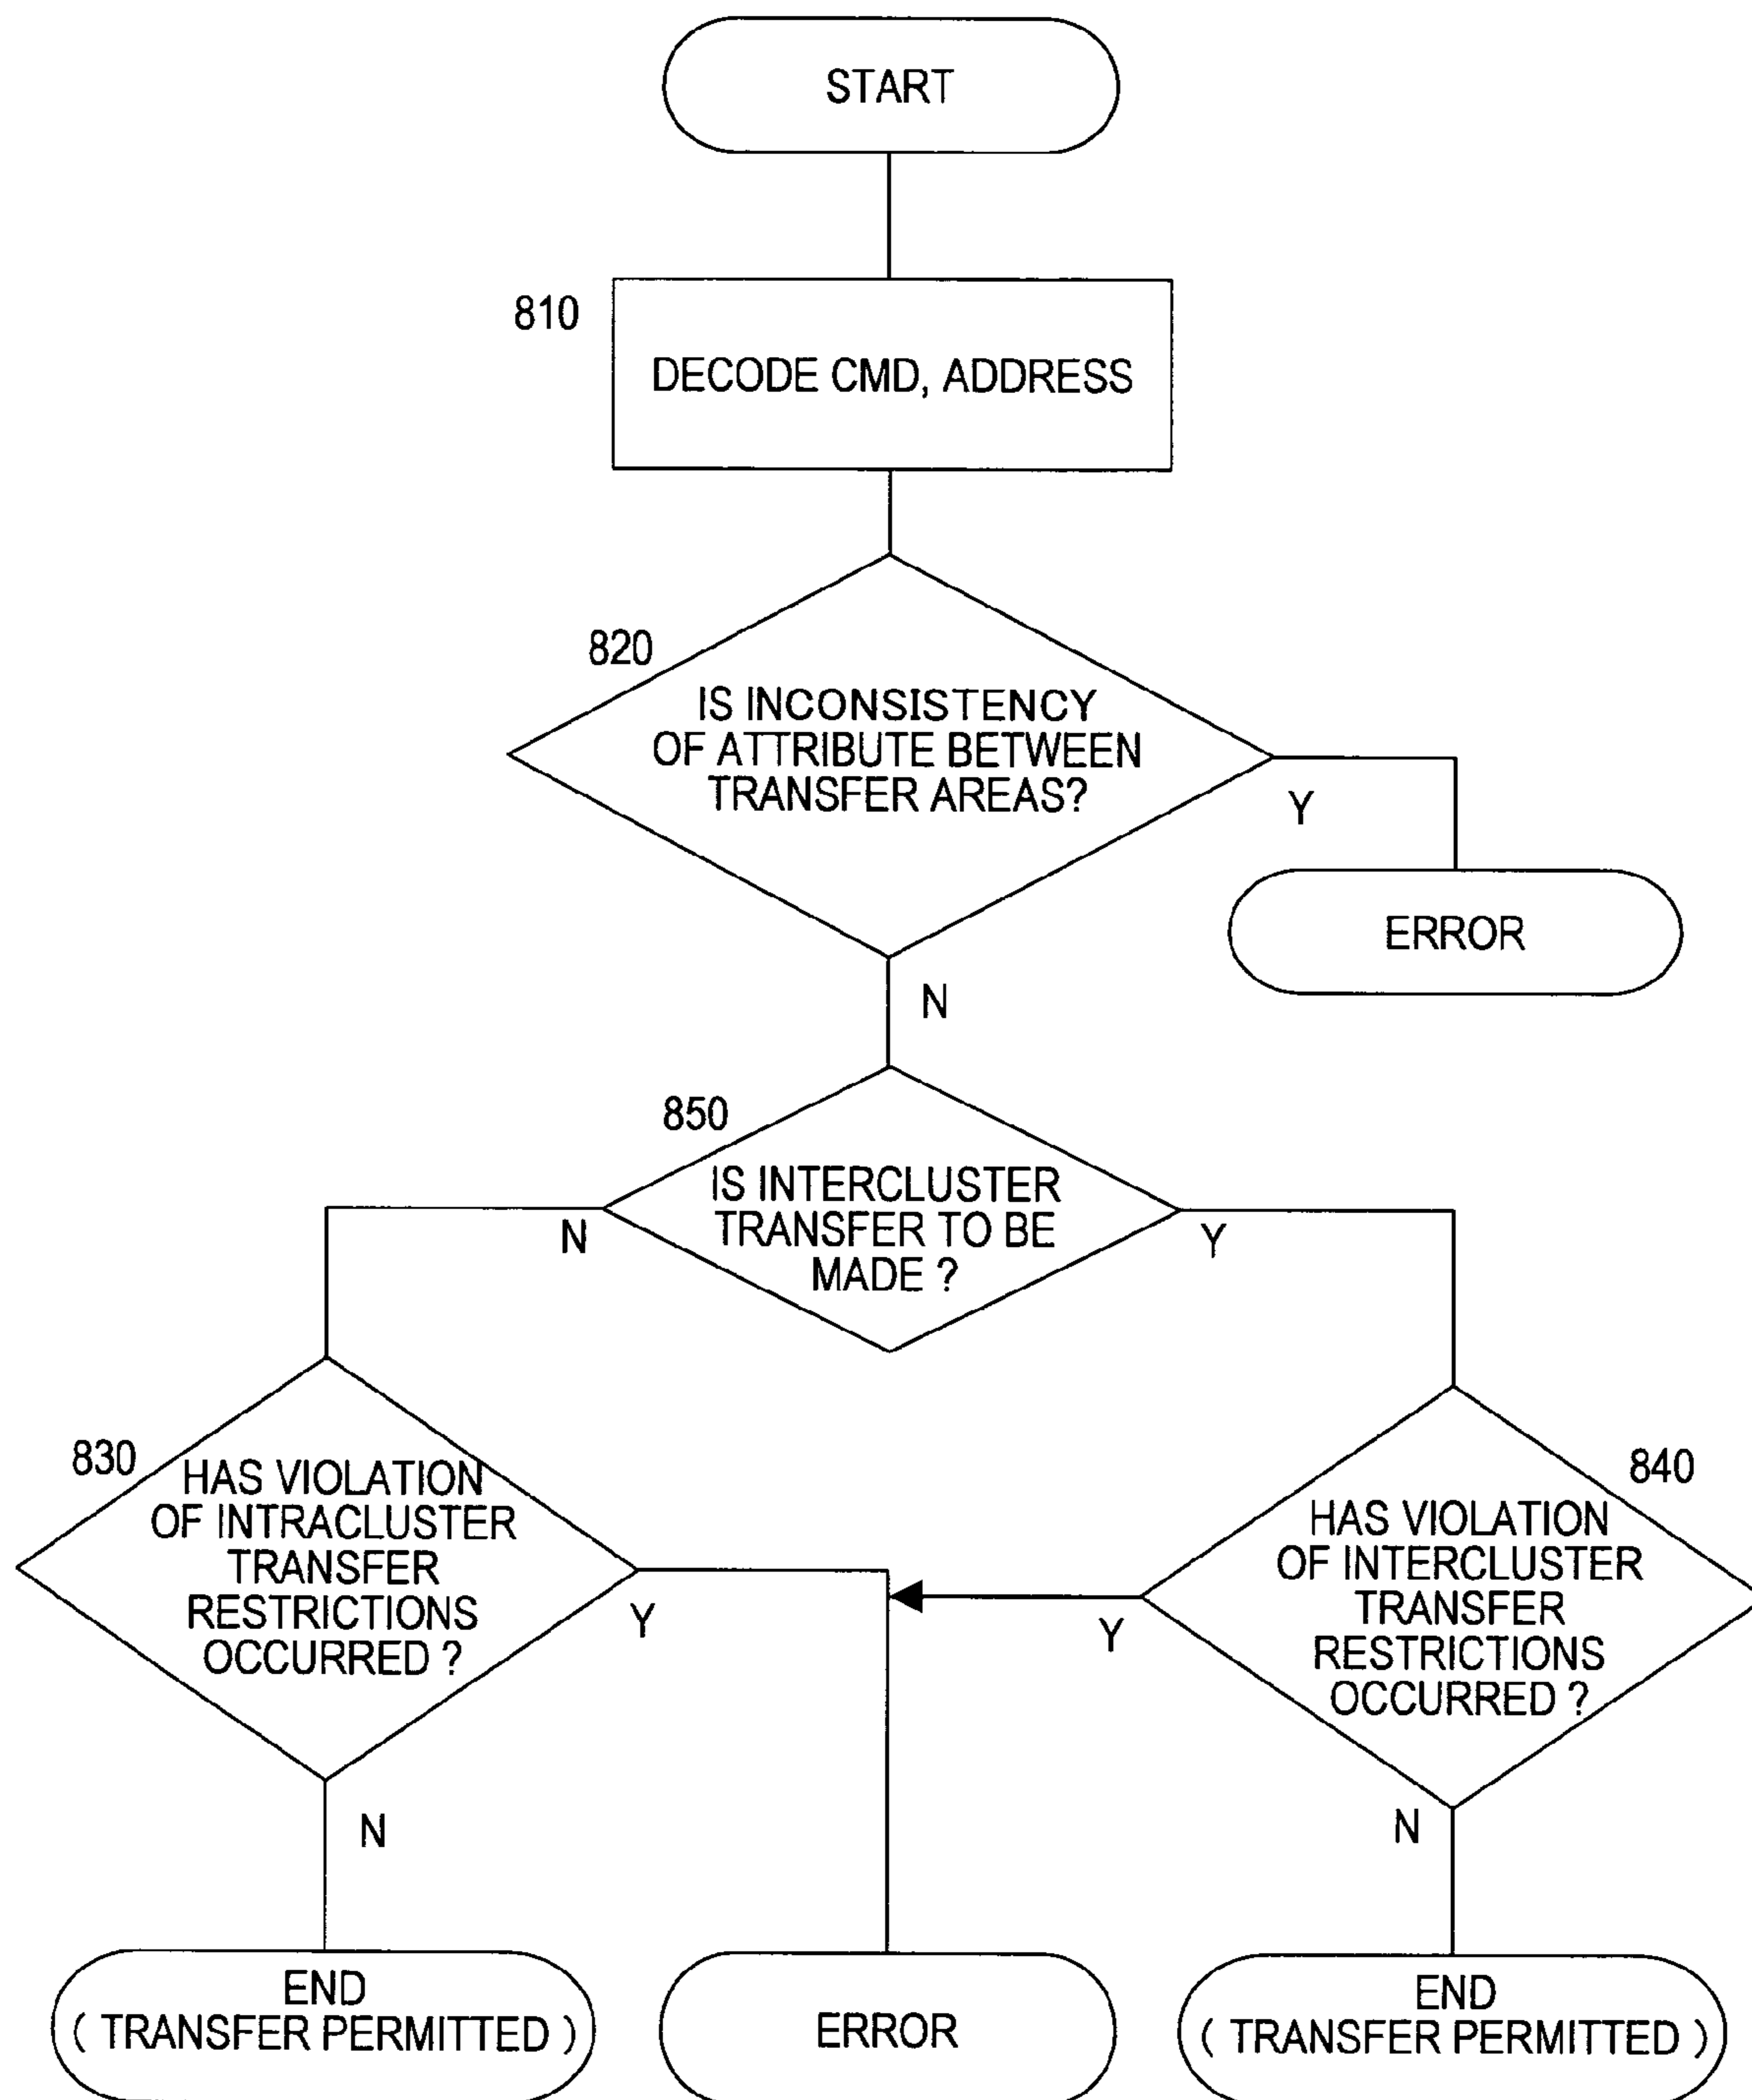 START
810
DECODE CMD, ADDRESS
820
IS INCONSISTENCY
OF ATTRIBUTE BETWEEN
TRANSFER AREAS?
Y
ERROR
N
850
IS INTERCLUSTER
TRANSFER TO BE
MADE ?
N
Y
830
HAS VIOLATION
OF INTRACLUSTER
TRANSFER
RESTRICTIONS
OCCURRED ?
Y
N
840
HAS VIOLATION
OF INTERCLUSTER
TRANSFER
RESTRICTIONS
OCCURRED ?
Y
N
END
( TRANSFER PERMITTED )
ERROR
END
( TRANSFER PERMITTED )